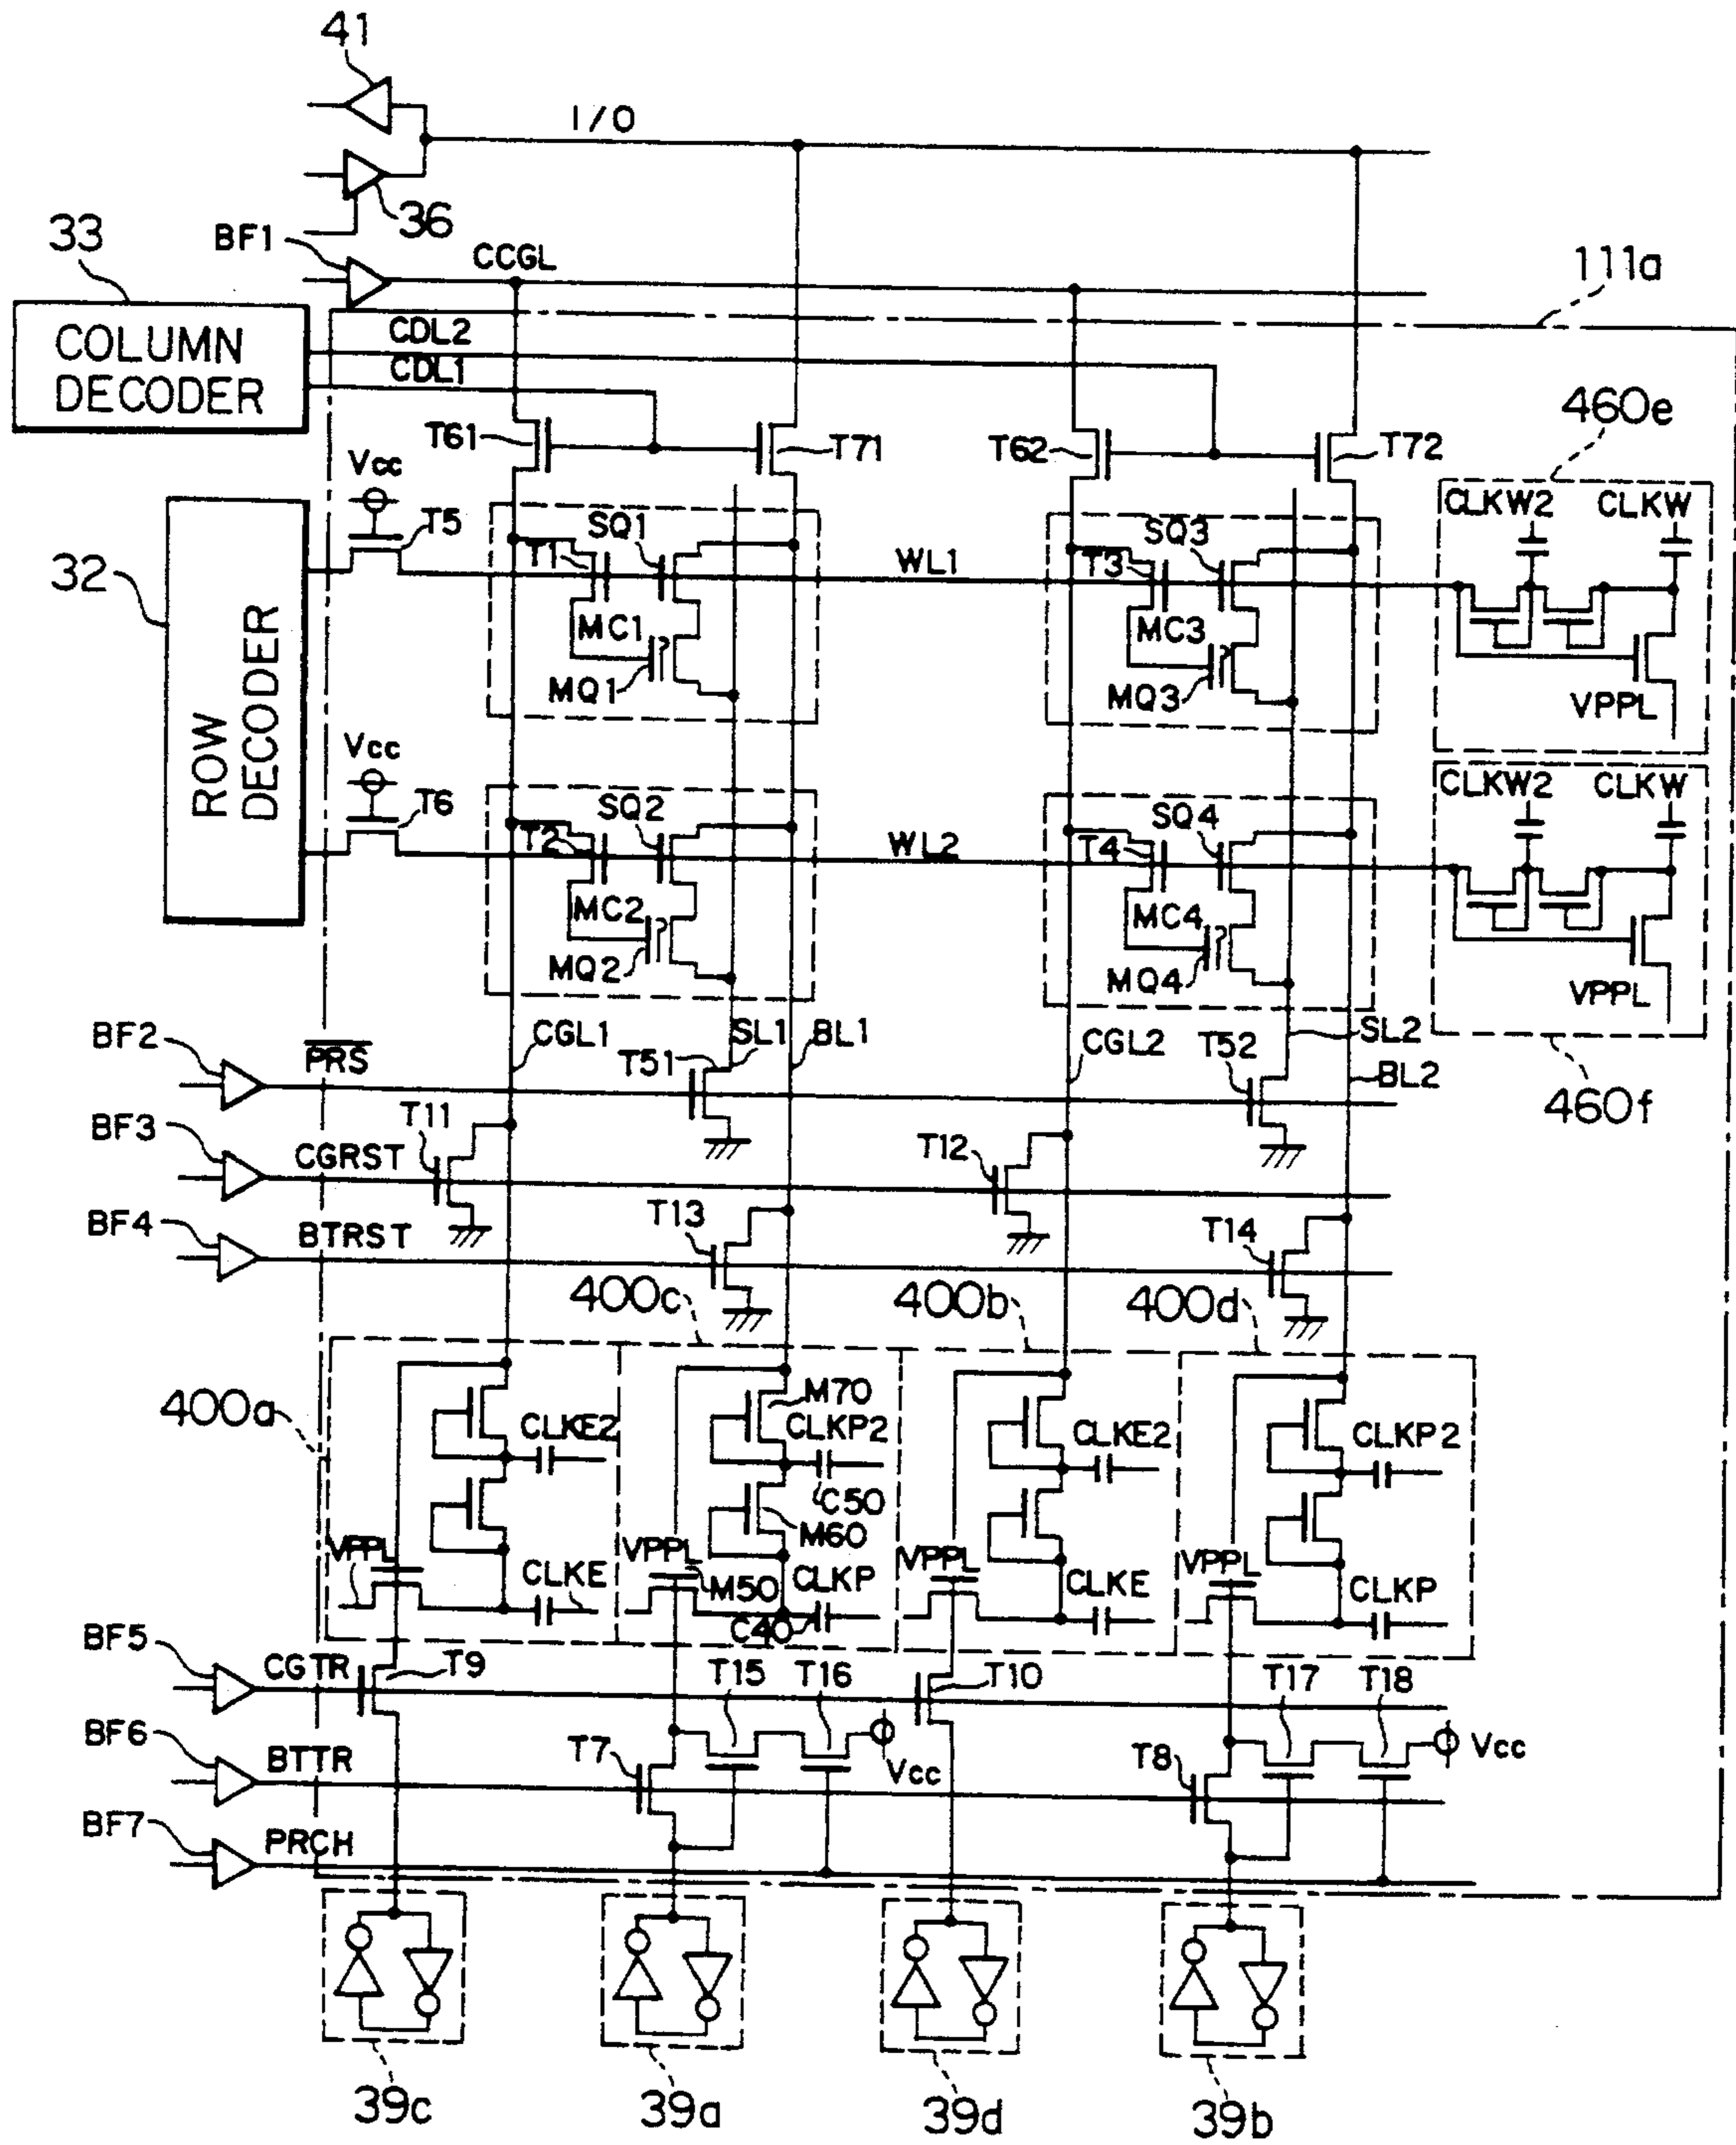 41
I/O
36
33
BF1
CCGL
111a
COLUMN
DECODER
CDL2
CDL1
T61
T71
T62
T72
460e
Vcc
T5
32
ROW
DECODER
SQ1
T1
MC1
MQ1
WL1
SQ3
T3
MC3
MQ3
CLKW2
CLKW
VPPL
Vcc
T6
SQ2
T2
MC2
MQ2
WL2
SQ4
T4
MC4
MQ4
CLKW2
CLKW
VPPL
BF2
PRS
CGL1
T51
SL1
BL1
CGL2
T52
SL2
BL2
460f
BF3
CGRST
T11
T12
BF4
BTRST
T13
T14
400c
400b
400d
400a
CLKE2
M70
CLKP2
C50
M60
CLKE2
CLKP2
VPPL
CLKE
VPPL
M50
CLKP
C40
VPPL
CLKE
VPPL
CLKP
BF5
CGTR
T9
T15
T16
T10
T17
T18
BF6
BTTR
T7
Vcc
T8
Vcc
BF7
PRCH
39c
39a
39d
39b